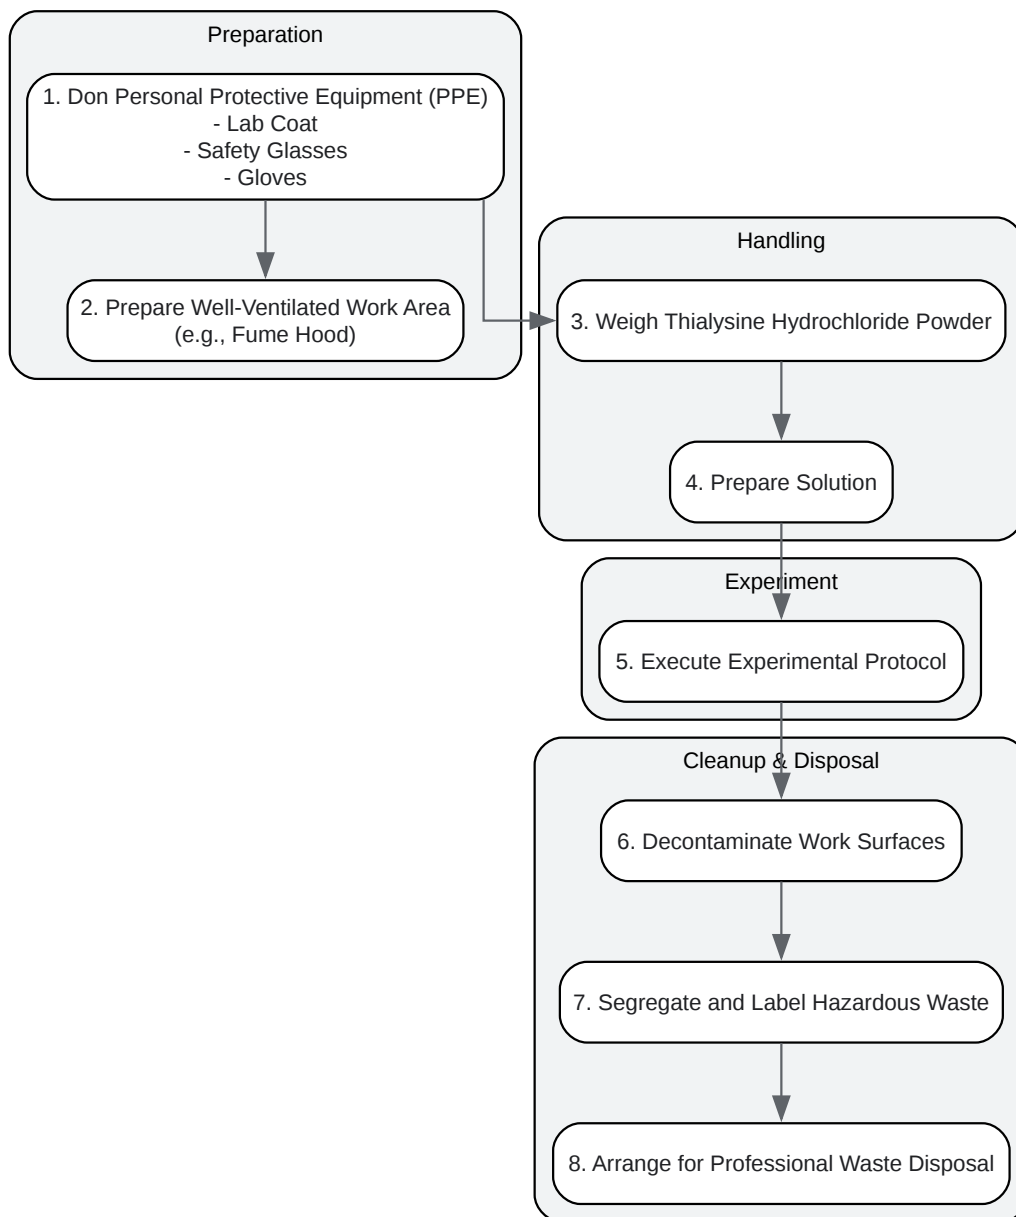 Preparation
1. Don Personal Protective Equipment (PPE)
- Lab Coat
- Safety Glasses
- Gloves
2. Prepare Well-Ventilated Work Area
(e.g., Fume Hood)
Handling
3. Weigh Thialysine Hydrochloride Powder
4. Prepare Solution
Experiment
5. Execute Experimental Protocol
Cleanup & Disposal
6. Decontaminate Work Surfaces
7. Segregate and Label Hazardous Waste
8. Arrange for Professional Waste Disposal